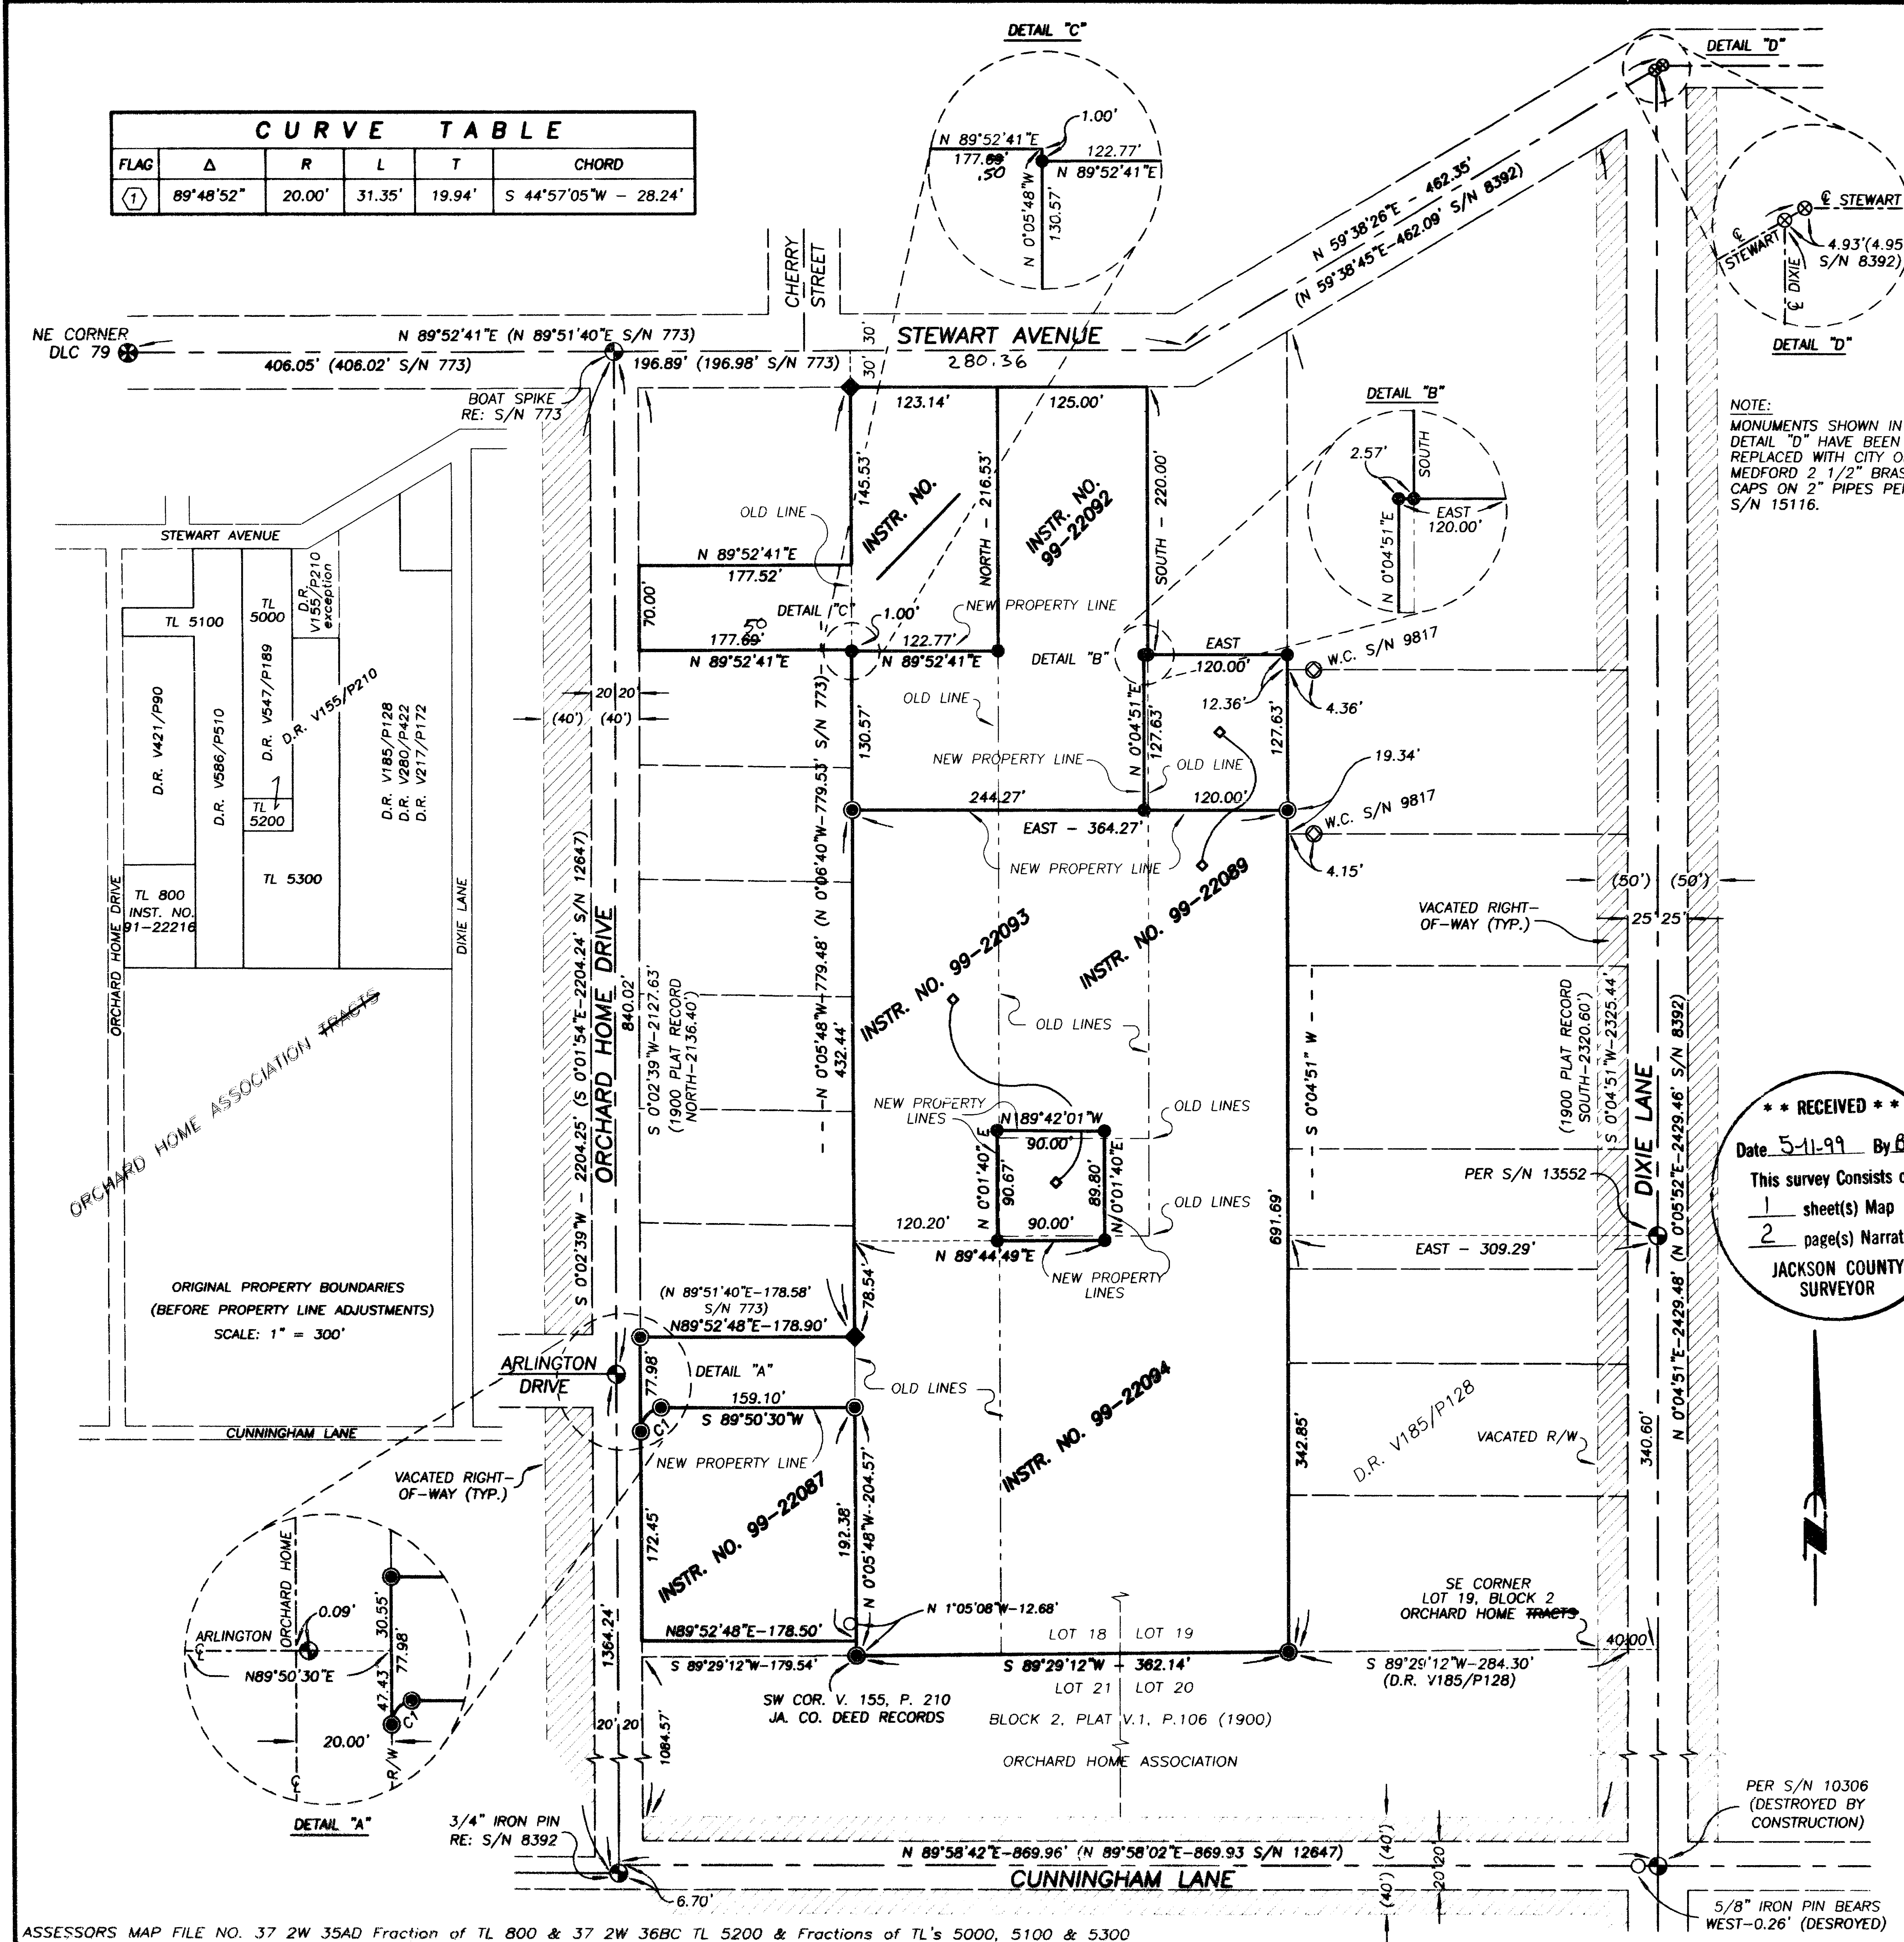 DETAIL "C"
1.00'
N 89°52'41"E
177.69'
.50
122.77'
N 89°52'41"E
N 0°05'48"W
130.57'
DETAIL "D"
CURVE TABLE
FLAG Δ R L T CHORD
1 89°48'52" 20.00' 31.35' 19.94' S 44°57'05"W – 28.24'
N 59°38'26"E – 462.35'
(N 59°38'45"E–462.09' S/N 8392)
℄ STEWART
℄ STEWART
℄ DIXIE
4.93'(4.95
S/N 8392)
DETAIL "D"
CHERRY
STREET
NE CORNER
DLC 79
N 89°52'41"E (N 89°51'40"E S/N 773)
406.05' (406.02' S/N 773)
196.89' (196.98' S/N 773)
30' 30'
STEWART AVENUE
280.36
BOAT SPIKE
RE: S/N 773
123.14'
125.00'
DETAIL "B"
2.57'
SOUTH
EAST
120.00'
N 0°04'51"E
NOTE:
MONUMENTS SHOWN IN
DETAIL "D" HAVE BEEN
REPLACED WITH CITY O
MEDFORD 2 1/2" BRAS
CAPS ON 2" PIPES PE
S/N 15116.
145.53'
INSTR. NO.
INSTR. NO.
99–22092
NORTH – 216.53'
SOUTH – 220.00'
OLD LINE
N 89°52'41"E
177.52'
70.00'
DETAIL "C"
1.00'
NEW PROPERTY LINE
50
177.69'
N 89°52'41"E
122.77'
N 89°52'41"E
DETAIL "B"
EAST
120.00'
W.C. S/N 9817
12.36'
4.36'
20' 20'
(40') (40')
OLD LINE
130.57'
N 0°04'51"E
127.63'
127.63'
NEW PROPERTY LINE
OLD LINE
19.34'
W.C. S/N 9817
4.15'
244.27'
120.00'
EAST – 364.27'
NEW PROPERTY LINE
STEWART AVENUE
TL 5100
TL
5000
D.R.
V155/P210
exception
D.R. V421/P90
D.R. V586/P510
D.R. V547/P189
D.R. V155/P210
D.R. V185/P128
D.R. V280/P422
D.R. V217/P172
TL
5200
TL 800
INST. NO.
91–22216
TL 5300
ORCHARD HOME DRIVE
DIXIE LANE
ORCHARD HOME ASSOCIATION TRACTS
ORIGINAL PROPERTY BOUNDARIES
(BEFORE PROPERTY LINE ADJUSTMENTS)
SCALE: 1" = 300'
CUNNINGHAM LANE
S 0°02'39"W – 2204.25' (S 0°01'54"E–2204.24' S/N 12647)
ORCHARD HOME DRIVE
840.02'
S 0°02'39"W–2127.63'
(1900 PLAT RECORD
NORTH–2136.40')
N 0°05'48"W–779.48' (N 0°06'40"W–779.53' S/N 773)
432.44'
INSTR. NO. 99–22093
INSTR. NO. 99–22089
OLD LINES
NEW PROPERTY
LINES
N 89°42'01"W
90.00'
OLD LINES
N 0°01'40"E
90.67'
89.80'
N 0°01'40"E
OLD LINES
120.20'
90.00'
N 89°44'49"E
NEW PROPERTY
LINES
78.54'
S 0°04'51" W
691.69'
VACATED RIGHT–
OF–WAY (TYP.)
(50') (50')
25' 25'
(1900 PLAT RECORD
SOUTH–2320.60')
S 0°04'51"W–2325.44'
DIXIE LANE
N 0°04'51"E–2429.48' (N 0°05'52"E–2429.46' S/N 8392)
PER S/N 13552
EAST – 309.29'
* * RECEIVED * *
Date 5-11-99 By
This survey Consists o
1 sheet(s) Map
2 page(s) Narrat
JACKSON COUNTY
SURVEYOR
(N 89°51'40"E–178.58'
S/N 773)
N89°52'48"E–178.90'
ARLINGTON
DRIVE
77.98'
DETAIL "A"
159.10'
S 89°50'30"W
C1
OLD LINES
NEW PROPERTY LINE
INSTR. NO. 99–22087
172.45'
192.38'
N 0°05'48"W–204.57'
INSTR. NO. 99–22094
342.85'
D.R. V185/P128
VACATED R/W
340.60'
VACATED RIGHT–
OF–WAY (TYP.)
ORCHARD HOME
0.09'
ARLINGTON
℄
N89°50'30"E
30.55'
77.98'
47.43'
C1
20.00'
R/W
℄
DETAIL "A"
1364.24'
N89°52'48"E–178.50'
N 1°05'08"W–12.68'
S 89°29'12"W–179.54'
LOT 18 LOT 19
S 89°29'12"W – 362.14'
LOT 21 LOT 20
SE CORNER
LOT 19, BLOCK 2
ORCHARD HOME TRACTS
40.00'
S 89°29'12"W–284.30'
(D.R. V185/P128)
SW COR. V. 155, P. 210
JA. CO. DEED RECORDS
BLOCK 2, PLAT V.1, P.106 (1900)
ORCHARD HOME ASSOCIATION
20' 20'
1084.57'
3/4" IRON PIN
RE: S/N 8392
6.70'
N 89°58'42"E–869.96' (N 89°58'02"E–869.93 S/N 12647)
CUNNINGHAM LANE
(40') (40')
20' 20'
PER S/N 10306
(DESTROYED BY
CONSTRUCTION)
5/8" IRON PIN BEARS
WEST–0.26' (DESROYED)
ASSESSORS MAP FILE NO. 37 2W 35AD Fraction of TL 800 & 37 2W 36BC TL 5200 & Fractions of TL's 5000, 5100 & 5300